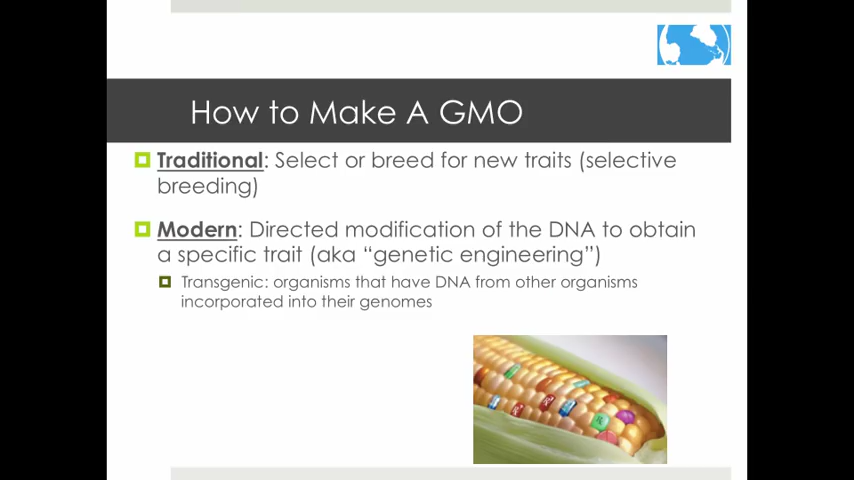 How to Make A GMO
Traditional: Select or breed for new traits (selective
breeding)
Modern: Directed modification of the DNA to obtain
a specific trait (aka “genetic engineering”)
Transgenic: organisms that have DNA from other organisms
incorporated into their genomes